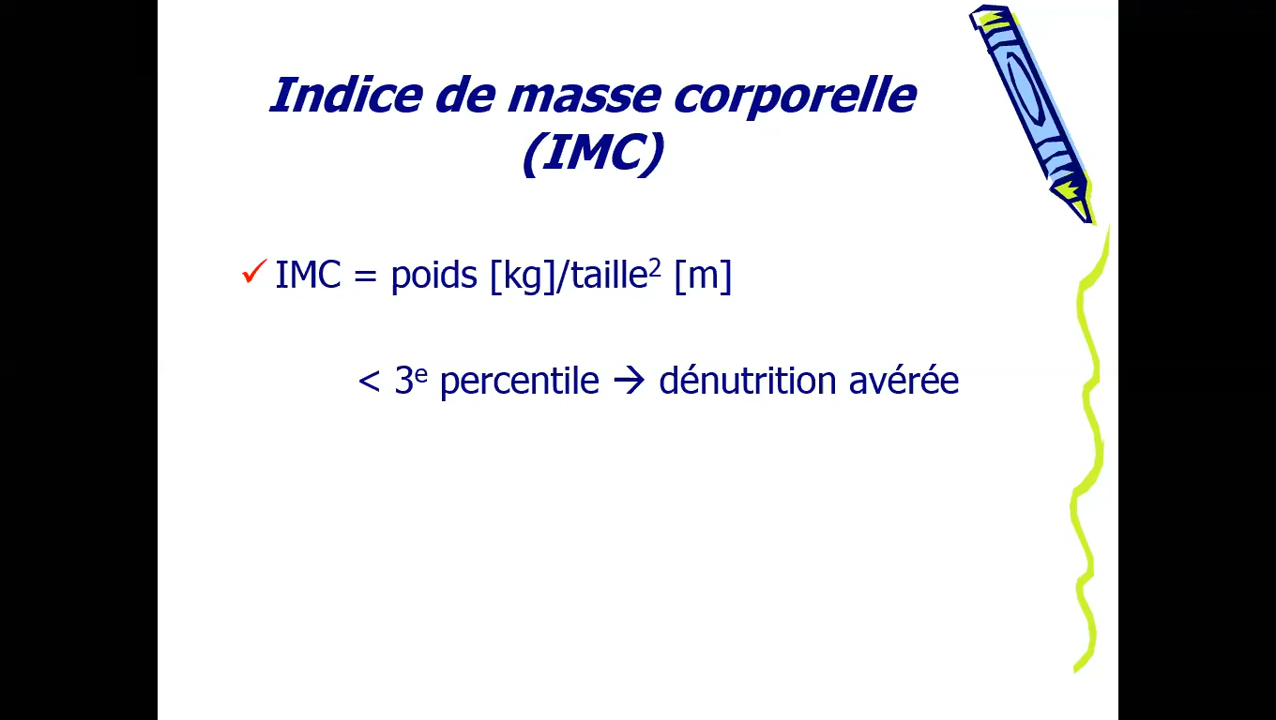 Indice de masse corporelle
(IMC)
✓ IMC = poids [kg]/taille² [m]
< 3ᵉ percentile → dénutrition avérée